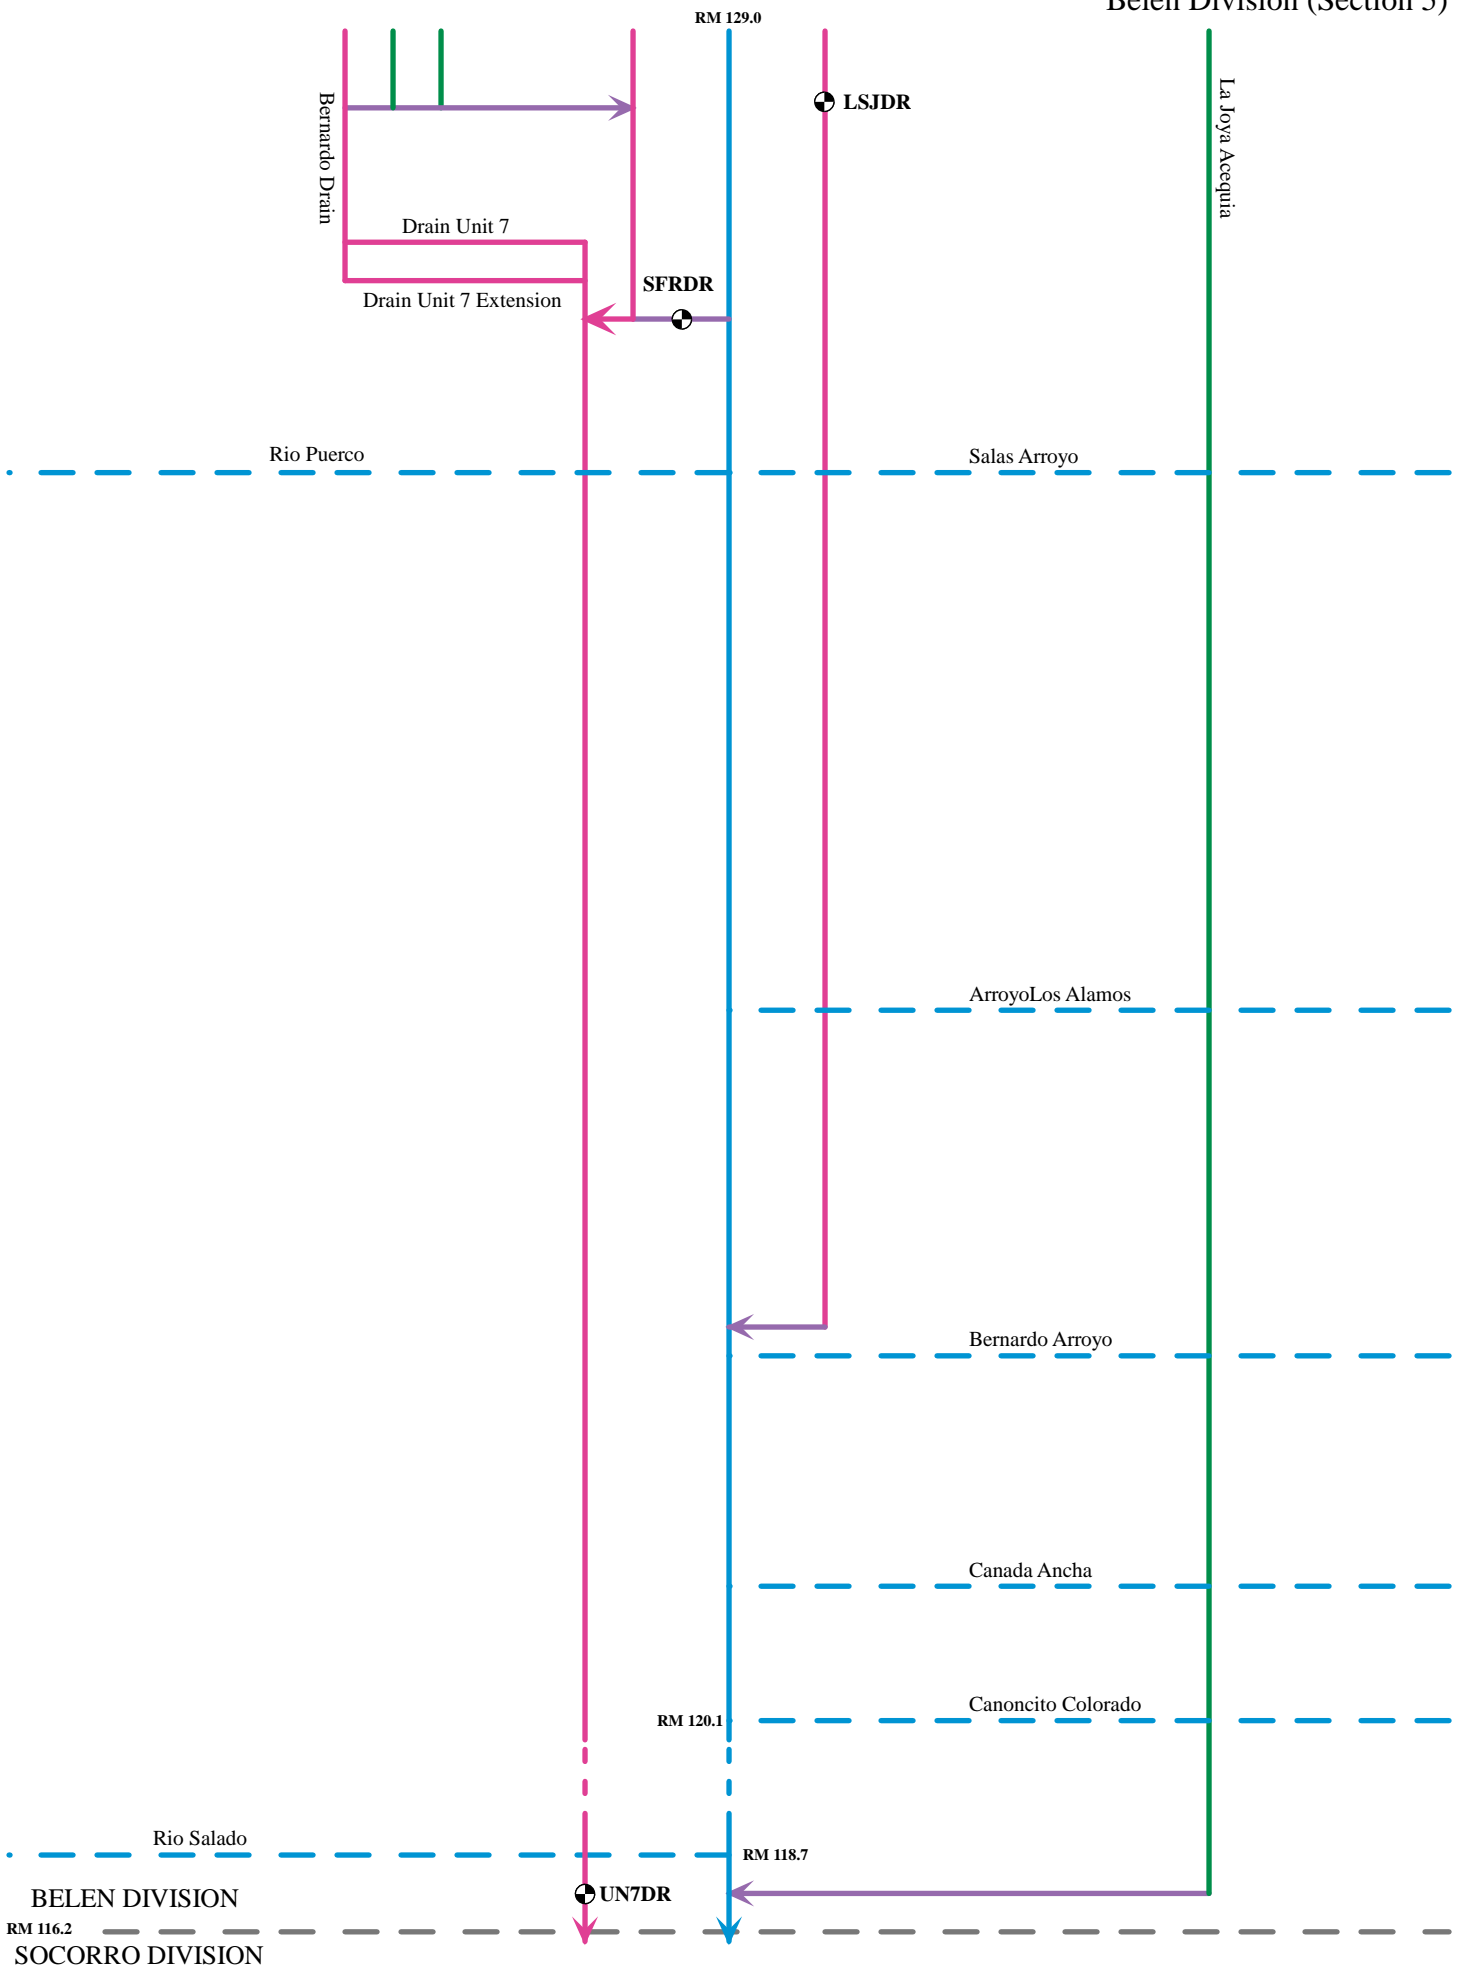 Belen Division (Section 5)
RM 129.0
LSJDR
Bernardo Drain
La Joya Acequia
Drain Unit 7
SFRDR
Drain Unit 7 Extension
Rio Puerco
Salas Arroyo
ArroyoLos Alamos
Bernardo Arroyo
Canada Ancha
Canoncito Colorado
RM 120.1
Rio Salado
RM 118.7
BELEN DIVISION
UN7DR
RM 116.2
SOCORRO DIVISION